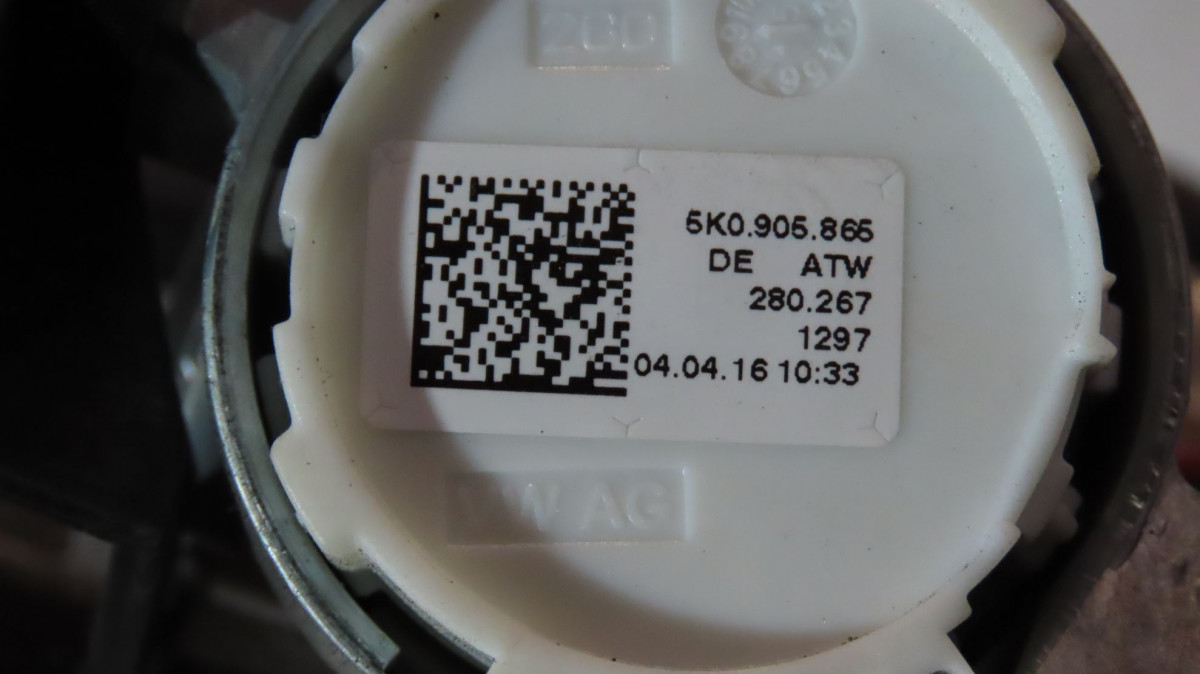 5K0.905.865
DE ATW
280.267
1297
04.04.16 10:33
VW AG